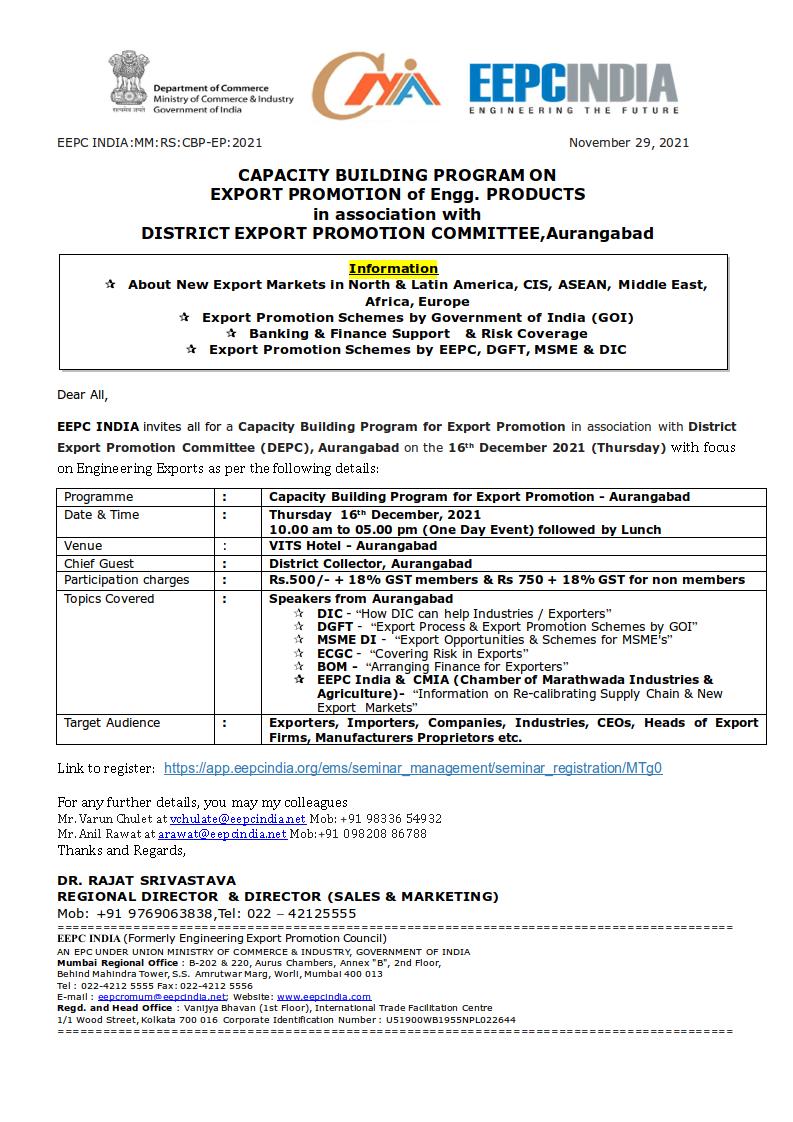 सत्यमेव जयते
Department of Commerce
Ministry of Commerce & Industry
Government of India
CMIA
EEPCINDIA
ENGINEERING THE FUTURE
EEPC INDIA:MM:RS:CBP-EP:2021 November 29, 2021
CAPACITY BUILDING PROGRAM ON
EXPORT PROMOTION of Engg. PRODUCTS
in association with
DISTRICT EXPORT PROMOTION COMMITTEE,Aurangabad
Information
✰ About New Export Markets in North & Latin America, CIS, ASEAN, Middle East,
Africa, Europe
✰ Export Promotion Schemes by Government of India (GOI)
✰ Banking & Finance Support & Risk Coverage
✰ Export Promotion Schemes by EEPC, DGFT, MSME & DIC
Dear All,
EEPC INDIA invites all for a Capacity Building Program for Export Promotion in association with District
Export Promotion Committee (DEPC), Aurangabad on the 16th December 2021 (Thursday) with focus
on Engineering Exports as per the following details:
Programme : Capacity Building Program for Export Promotion - Aurangabad
Date & Time : Thursday 16th December, 2021
10.00 am to 05.00 pm (One Day Event) followed by Lunch
Venue : VITS Hotel - Aurangabad
Chief Guest : District Collector, Aurangabad
Participation charges : Rs.500/- + 18% GST members & Rs 750 + 18% GST for non members
Topics Covered : Speakers from Aurangabad
✰ DIC - “How DIC can help Industries / Exporters”
✰ DGFT - “Export Process & Export Promotion Schemes by GOI”
✰ MSME DI - “Export Opportunities & Schemes for MSME's”
✰ ECGC - “Covering Risk in Exports”
✰ BOM – “Arranging Finance for Exporters”
✰ EEPC India & CMIA (Chamber of Marathwada Industries &
Agriculture)– “Information on Re-calibrating Supply Chain & New
Export Markets”
Target Audience : Exporters, Importers, Companies, Industries, CEOs, Heads of Export
Firms, Manufacturers Proprietors etc.
Link to register: https://app.eepcindia.org/ems/seminar_management/seminar_registration/MTg0
For any further details, you may my colleagues
Mr. Varun Chulet at vchulate@eepcindia.net Mob: +91 98336 54932
Mr. Anil Rawat at arawat@eepcindia.net Mob:+91 098208 86788
Thanks and Regards,
DR. RAJAT SRIVASTAVA
REGIONAL DIRECTOR & DIRECTOR (SALES & MARKETING)
Mob: +91 9769063838,Tel: 022 – 42125555
EEPC INDIA (Formerly Engineering Export Promotion Council)
AN EPC UNDER UNION MINISTRY OF COMMERCE & INDUSTRY, GOVERNMENT OF INDIA
Mumbai Regional Office : B-202 & 220, Aurus Chambers, Annex "B", 2nd Floor,
Behind Mahindra Tower, S.S. Amrutwar Marg, Worli, Mumbai 400 013
Tel : 022-4212 5555 Fax: 022-4212 5556
E-mail : eepcromum@eepcindia.net; Website: www.eepcindia.com
Regd. and Head Office : Vanijya Bhavan (1st Floor), International Trade Facilitation Centre
1/1 Wood Street, Kolkata 700 016 Corporate Identification Number : U51900WB1955NPL022644